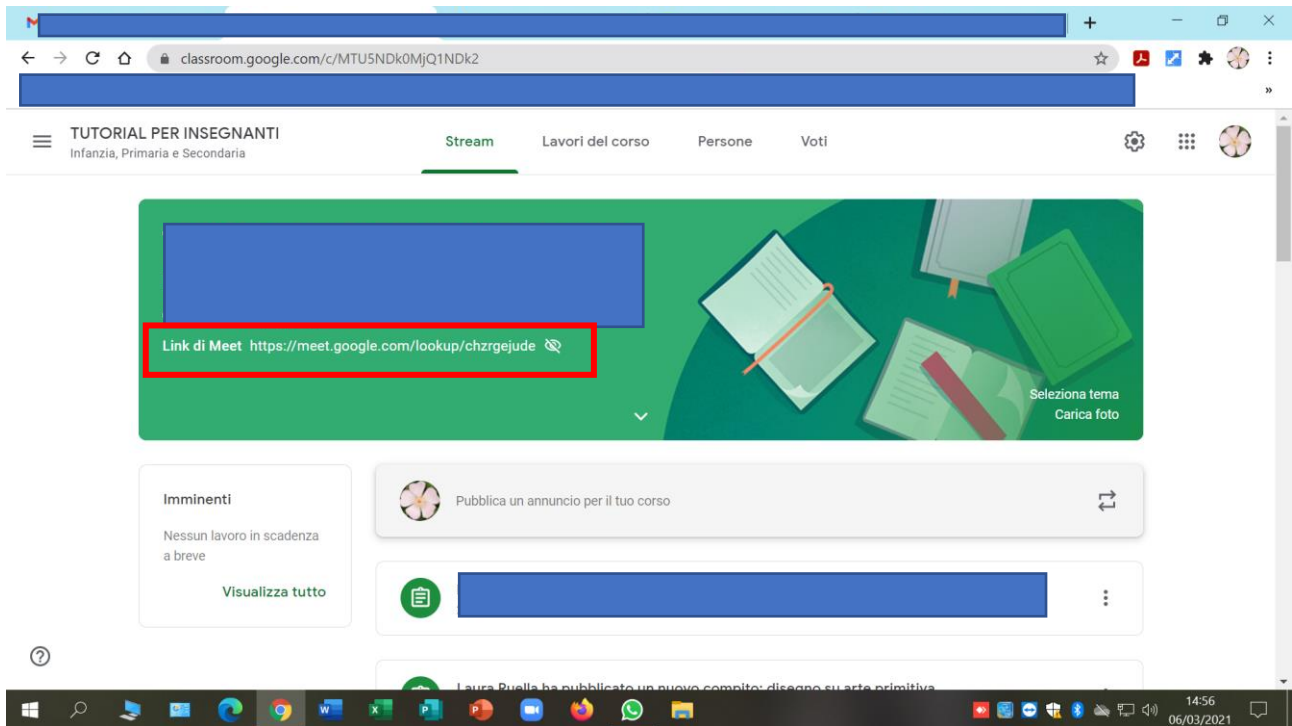 classroom.google.com/c/MTU5NDk0MjQ1NDk2
TUTORIAL PER INSEGNANTI
Infanzia, Primaria e Secondaria
Stream Lavori del corso Persone Voti
Link di Meet https://meet.google.com/lookup/chzrgejude
Seleziona tema
Carica foto
Imminenti
Nessun lavoro in scadenza
a breve
Visualizza tutto
Pubblica un annuncio per il tuo corso
Laura Ruella ha pubblicato un nuovo compito: disegno su arte primitiva
14:56
06/03/2021